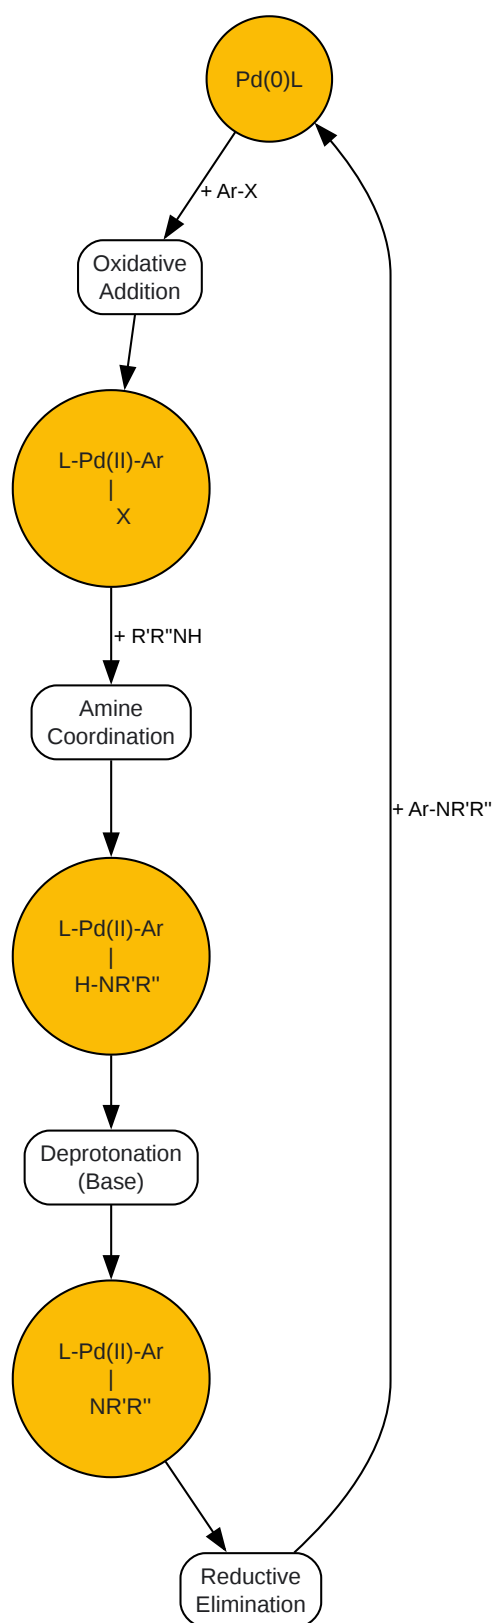 Pd(0)L
+ Ar-X
Oxidative
Addition
L-Pd(II)-Ar
|
X
+ R'R"NH
Amine
Coordination
+ Ar-NR'R"
L-Pd(II)-Ar
|
H-NR'R"
Deprotonation
(Base)
L-Pd(II)-Ar
|
NR'R"
Reductive
Elimination